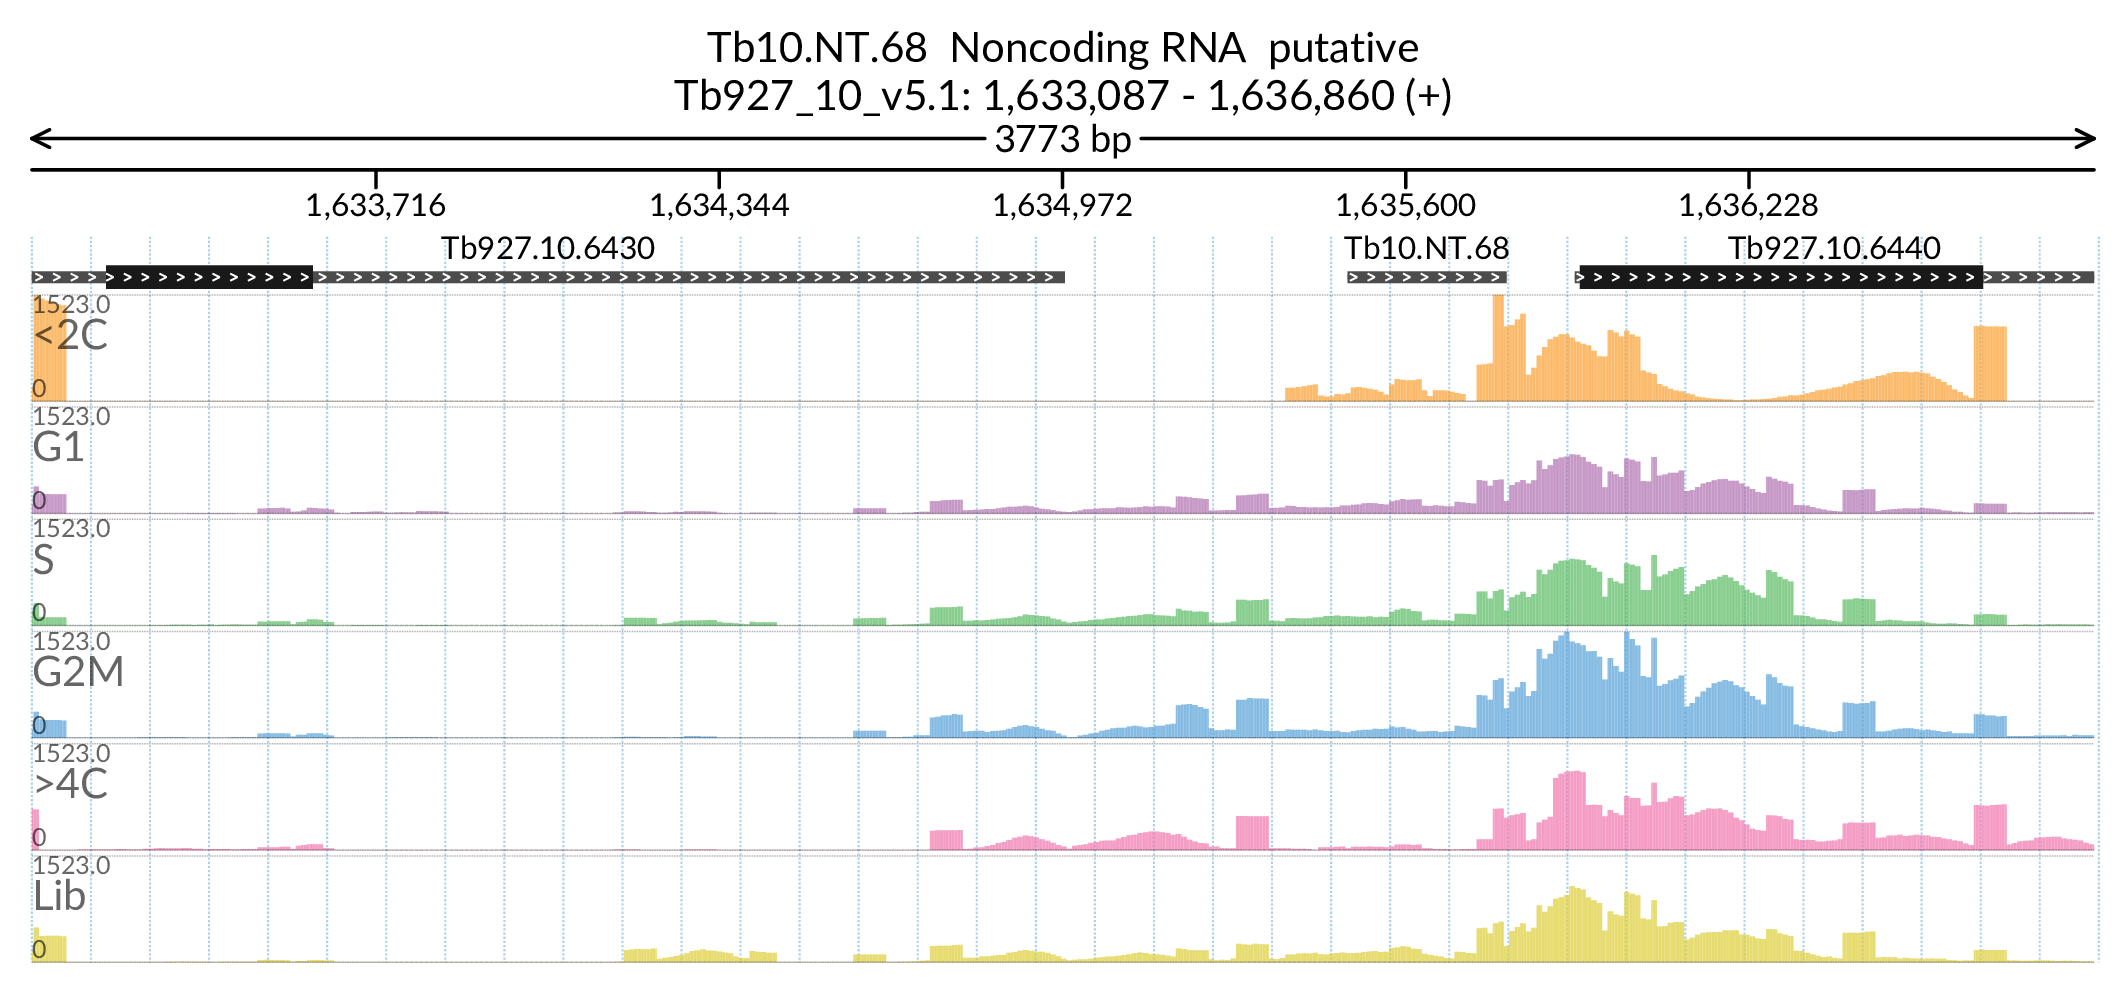 Tb10.NT.68 Noncoding RNA putative
Tb927_10_v5.1: 1,633,087 - 1,636,860 (+)
3773 bp
1,633,716 1,634,344 1,634,972 1,635,600 1,636,228
Tb927.10.6430 Tb10.NT.68 Tb927.10.6440
1523.0
<2C
0
1523.0
G1
0
1523.0
S
0
1523.0
G2M
0
1523.0
>4C
0
1523.0
Lib
0